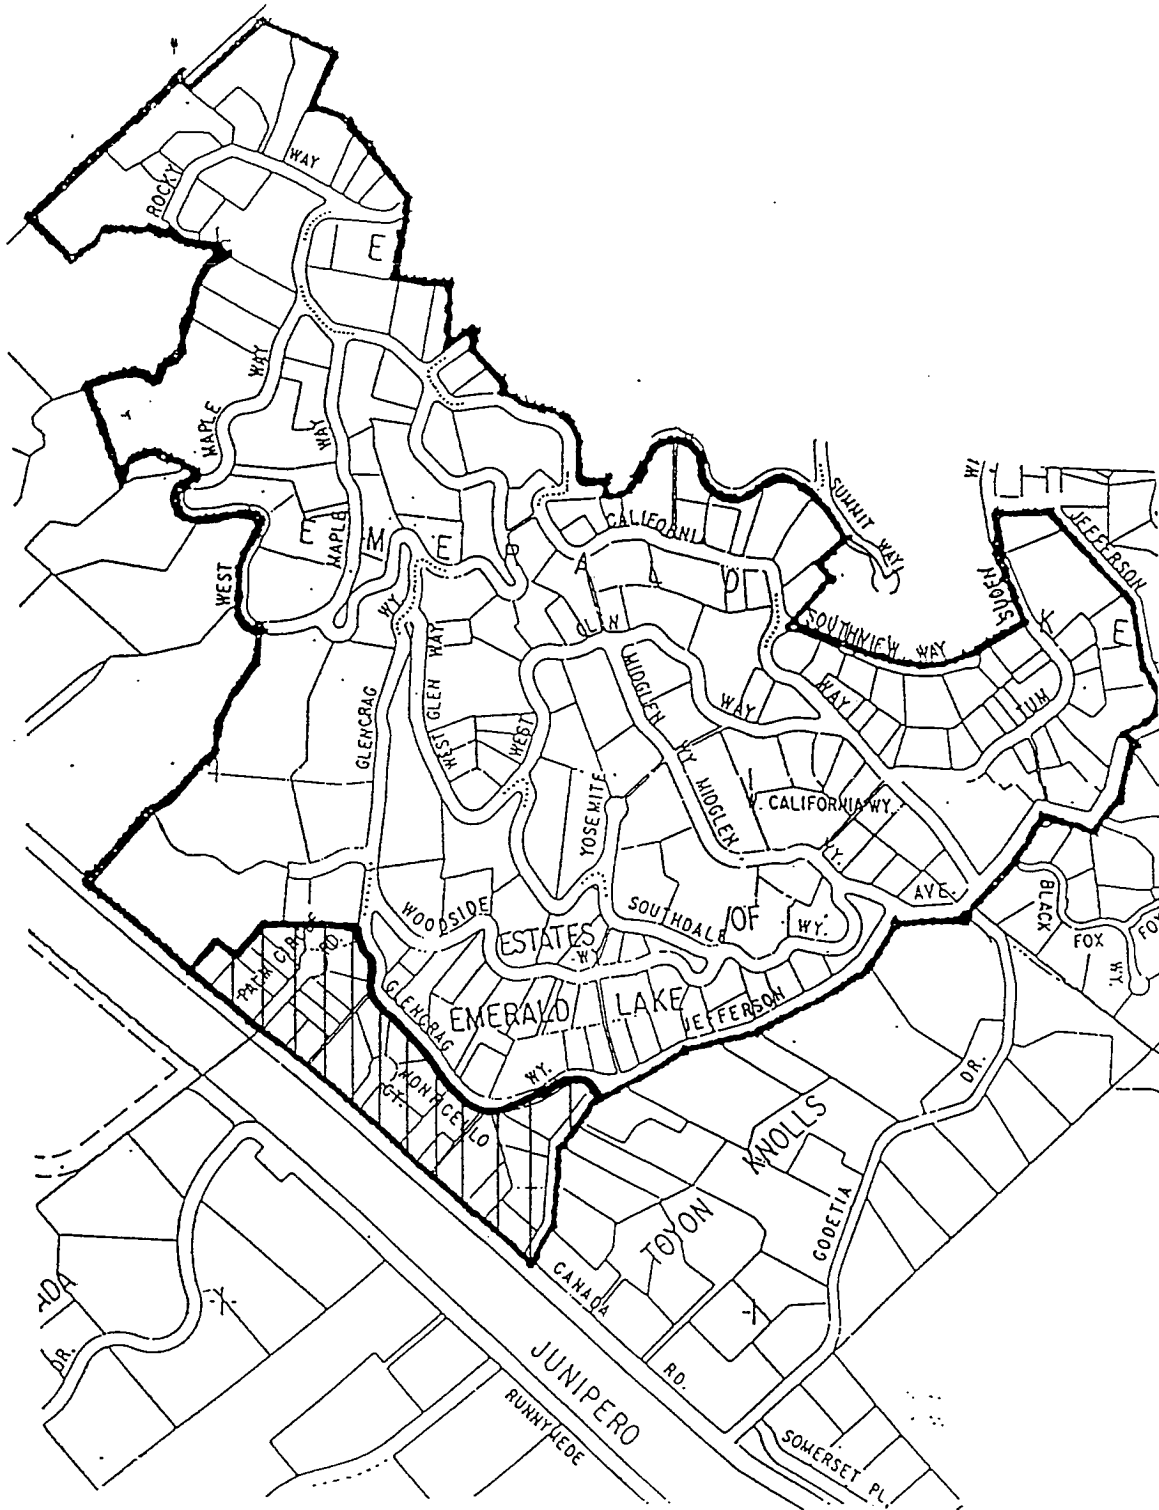 WAY
ROCKY
E
WAY
MAPLE
WAY
MAPLE
E
M
E
SUMMIT
WAY
CALIFORNIA
A
L
D
JEFFERSON
WEST
WY
WAY
GLEN
GLEN
SOUTHVIEW WAY
K
E
MIDGLEN
WAY
WAY
GLENCRAG
WEST
WEST
WY
MIDGLEN
CALIFORNIA WY.
YOSEMITE
WY.
AVE.
WOODSIDE
ESTATES
SOUTHDALE
OF
WY.
BLACK
FOX
WY.
FOX
RD.
GLENCRAG
EMERALD
LAKE
JEFFERSON
WY.
MONTICELLO
CT.
DR.
KNOLLS
TOYON
GODETIA
CANADA
RD.
ADA
DR.
JUNIPERO
RUNNYMEDE
SOMERSET PL.